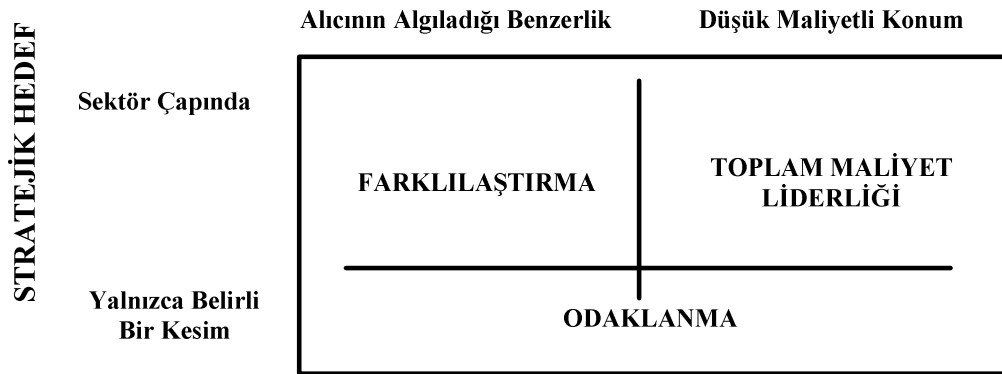 Alıcının Algıladığı Benzerlik
Düşük Maliyetli Konum
STRATEJİK HEDEF
Sektör Çapında
FARKLILAŞTIRMA
TOPLAM MALİYET
LİDERLİĞİ
Yalnızca Belirli
Bir Kesim
ODAKLANMA